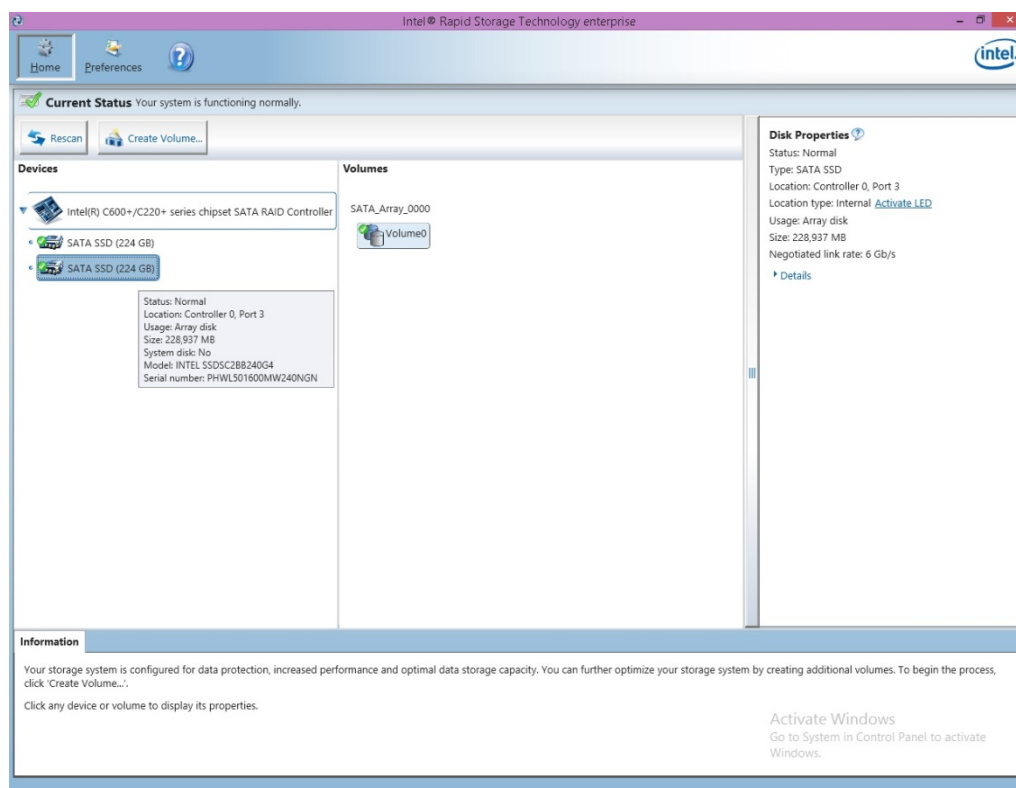 Intel® Rapid Storage Technology enterprise
Home
Preferences
intel
Current Status Your system is functioning normally.
Rescan
Create Volume...
Devices
Intel(R) C600+/C220+ series chipset SATA RAID Controller
SATA SSD (224 GB)
SATA SSD (224 GB)
Status: Normal
Location: Controller 0, Port 3
Usage: Array disk
Size: 228,937 MB
System disk: No
Model: INTEL SSDSC2BB240G4
Serial number: PHWL501600MW240NGN
Volumes
SATA_Array_0000
Volume0
Disk Properties
Status: Normal
Type: SATA SSD
Location: Controller 0, Port 3
Location type: Internal Activate LED
Usage: Array disk
Size: 228,937 MB
Negotiated link rate: 6 Gb/s
Details
Information
Your storage system is configured for data protection, increased performance and optimal data storage capacity. You can further optimize your storage system by creating additional volumes. To begin the process,
click 'Create Volume...'.
Click any device or volume to display its properties.
Activate Windows
Go to System in Control Panel to activate
Windows.